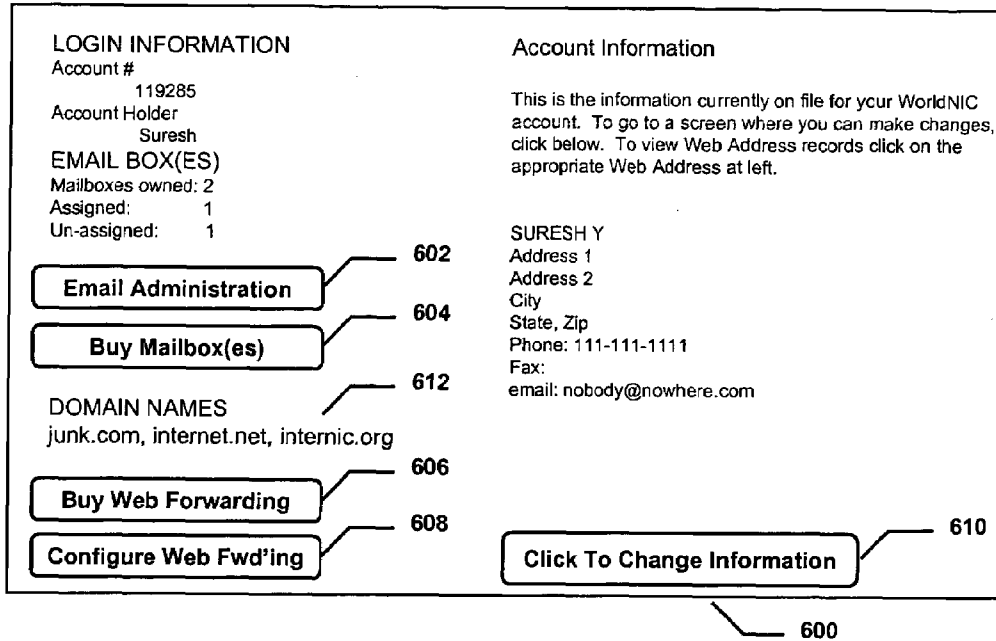 LOGIN INFORMATION
Account #
119285
Account Holder
Suresh
EMAIL BOX(ES)
Mailboxes owned: 2
Assigned: 1
Un-assigned: 1
602
Email Administration
604
Buy Mailbox(es)
612
DOMAIN NAMES
junk.com, internet.net, internic.org
606
Buy Web Forwarding
608
Configure Web Fwd'ing
Account Information
This is the information currently on file for your WorldNIC
account. To go to a screen where you can make changes,
click below. To view Web Address records click on the
appropriate Web Address at left.
SURESH Y
Address 1
Address 2
City
State, Zip
Phone: 111-111-1111
Fax:
email: nobody@nowhere.com
610
Click To Change Information
600